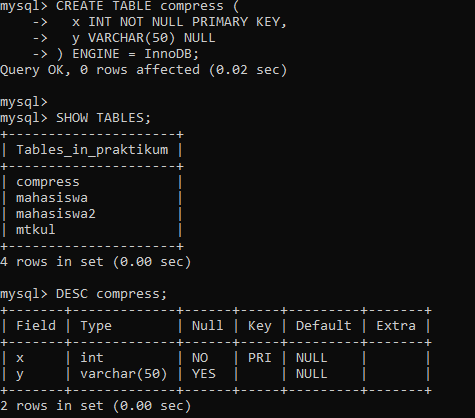 mysql> CREATE TABLE compress (
    ->   x INT NOT NULL PRIMARY KEY,
    ->   y VARCHAR(50) NULL
    -> ) ENGINE = InnoDB;
Query OK, 0 rows affected (0.02 sec)

mysql>
mysql> SHOW TABLES;
+---------------------+
| Tables_in_praktikum |
+---------------------+
| compress            |
| mahasiswa           |
| mahasiswa2          |
| mtkul               |
+---------------------+
4 rows in set (0.00 sec)

mysql> DESC compress;
+-------+-------------+------+-----+---------+-------+
| Field | Type        | Null | Key | Default | Extra |
+-------+-------------+------+-----+---------+-------+
| x     | int         | NO   | PRI | NULL    |       |
| y     | varchar(50) | YES  |     | NULL    |       |
+-------+-------------+------+-----+---------+-------+
2 rows in set (0.00 sec)